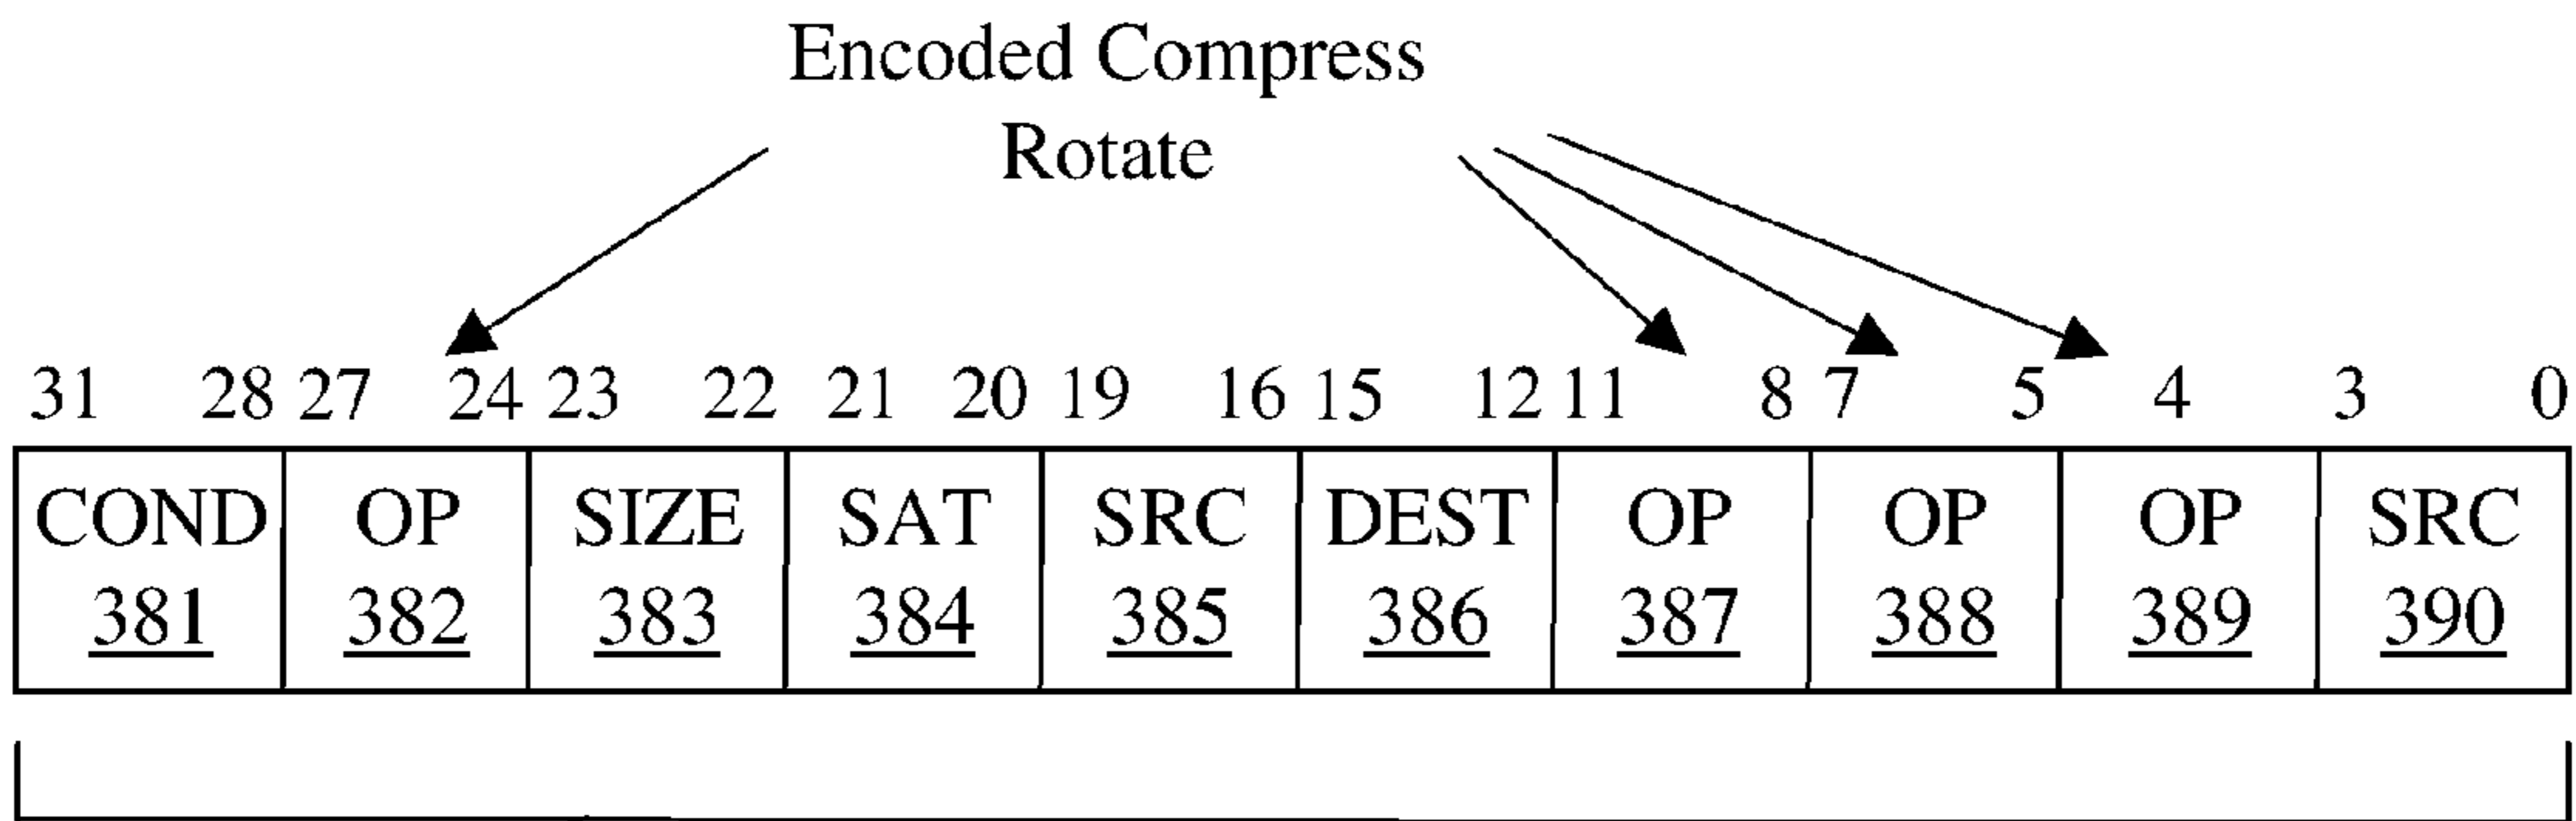 Encoded Compress
Rotate
31 28 27 24 23 22 21 20 19 16 15 12 11 8 7 5 4 3 0
COND OP SIZE SAT SRC DEST OP OP OP SRC
381 382 383 384 385 386 387 388 389 390